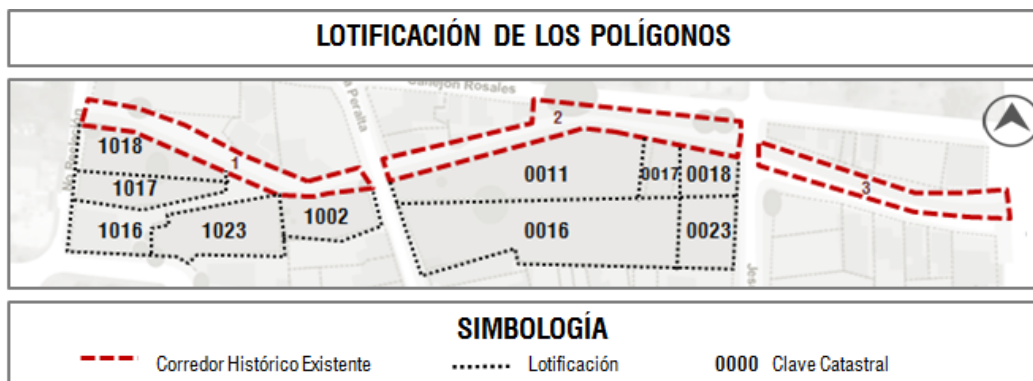 LOTIFICACIÓN DE LOS POLÍGONOS
Callejón Rosales
Peralta
1018
1
2
1017
0011
0017
0018
3
1016
1023
1002
0016
0023
Jes
SIMBOLOGÍA
Corredor Histórico Existente
Lotificación
0000 Clave Catastral